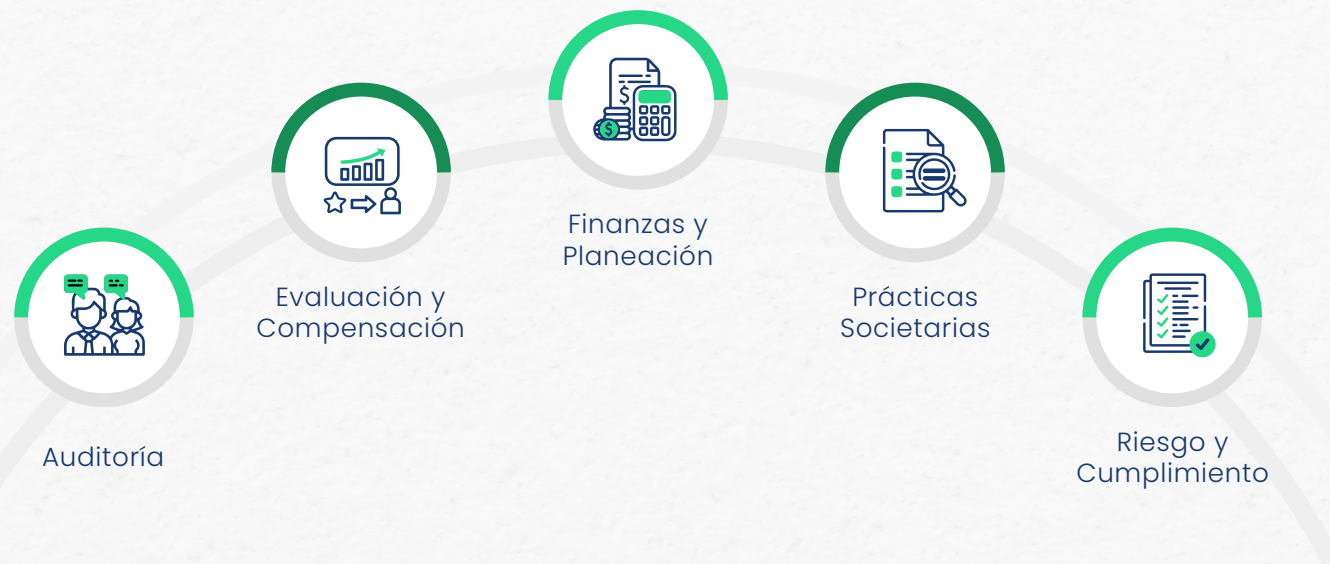 Auditoría
Evaluación y
Compensación
Finanzas y
Planeación
Prácticas
Societarias
Riesgo y
Cumplimiento